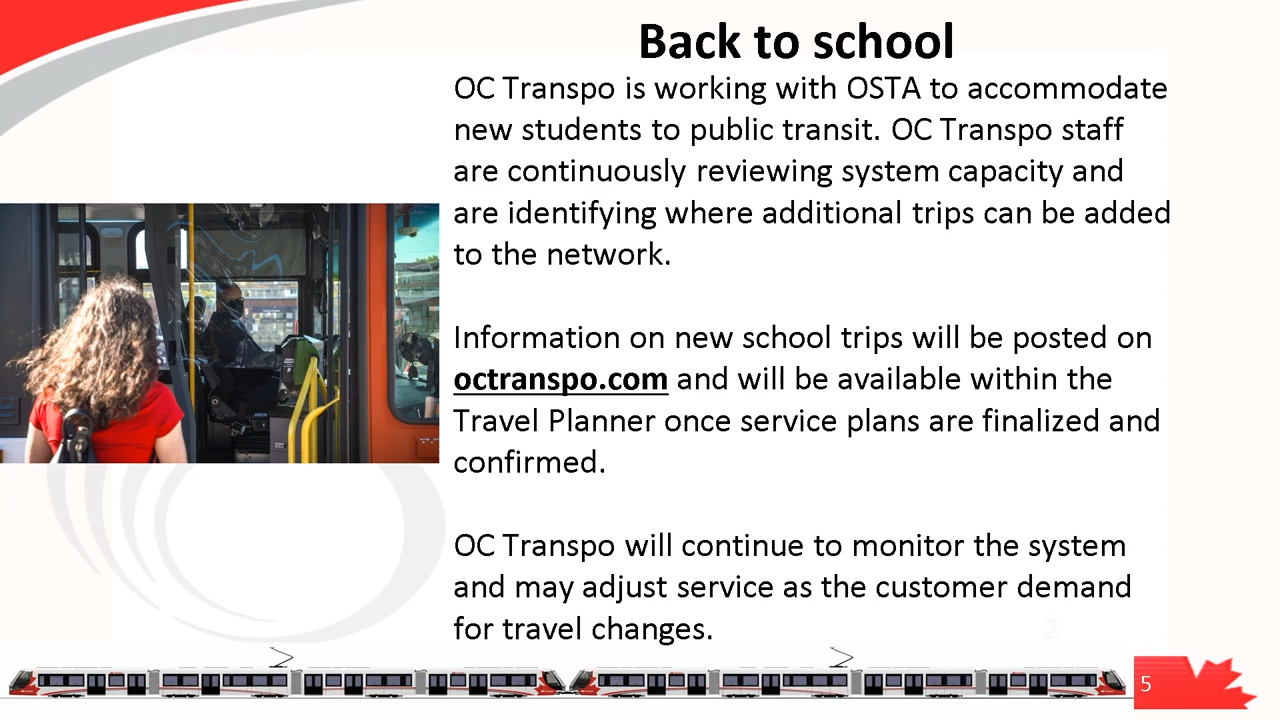 Back to school
OC Transpo is working with OSTA to accommodate
new students to public transit. OC Transpo staff
are continuously reviewing system capacity and
are identifying where additional trips can be added
to the network.
Information on new school trips will be posted on
octranspo.com and will be available within the
Travel Planner once service plans are finalized and
confirmed.
OC Transpo will continue to monitor the system
and may adjust service as the customer demand
for travel changes.
2
5